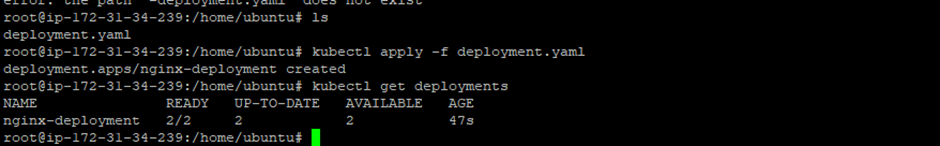 error: the path "-deployment.yaml" does not exist
root@ip-172-31-34-239:/home/ubuntu# ls
deployment.yaml
root@ip-172-31-34-239:/home/ubuntu# kubectl apply -f deployment.yaml
deployment.apps/nginx-deployment created
root@ip-172-31-34-239:/home/ubuntu# kubectl get deployments
NAME READY UP-TO-DATE AVAILABLE AGE
nginx-deployment 2/2 2 2 47s
root@ip-172-31-34-239:/home/ubuntu#